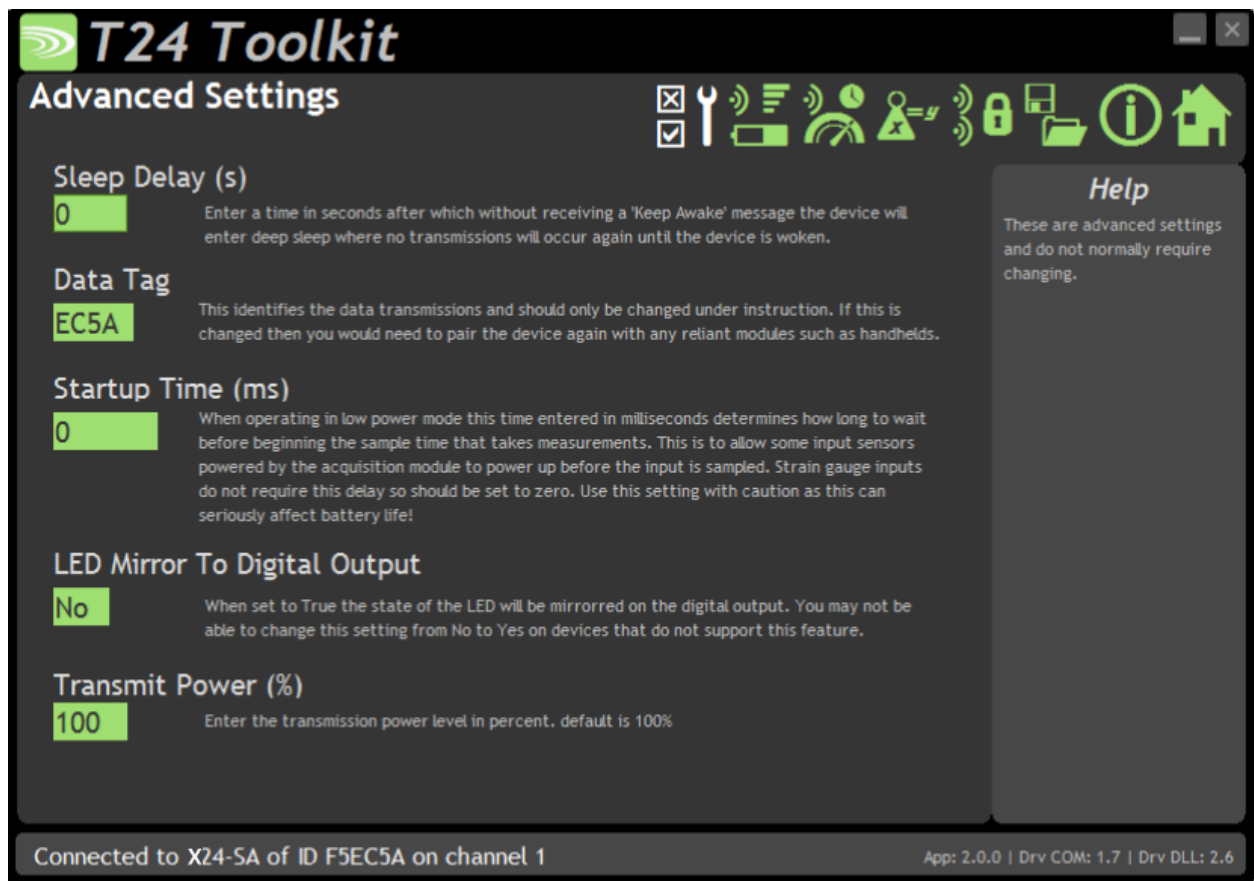 T24 Toolkit
Advanced Settings
x=y
Sleep Delay (s)
0
Enter a time in seconds after which without receiving a 'Keep Awake' message the device will
enter deep sleep where no transmissions will occur again until the device is woken.
Data Tag
EC5A
This identifies the data transmissions and should only be changed under instruction. If this is
changed then you would need to pair the device again with any reliant modules such as handhelds.
Startup Time (ms)
0
When operating in low power mode this time entered in milliseconds determines how long to wait
before beginning the sample time that takes measurements. This is to allow some input sensors
powered by the acquisition module to power up before the input is sampled. Strain gauge inputs
do not require this delay so should be set to zero. Use this setting with caution as this can
seriously affect battery life!
LED Mirror To Digital Output
No
When set to True the state of the LED will be mirrorred on the digital output. You may not be
able to change this setting from No to Yes on devices that do not support this feature.
Transmit Power (%)
100
Enter the transmission power level in percent. default is 100%
Help
These are advanced settings
and do not normally require
changing.
Connected to X24-SA of ID F5EC5A on channel 1
App: 2.0.0 | Drv COM: 1.7 | Drv DLL: 2.6